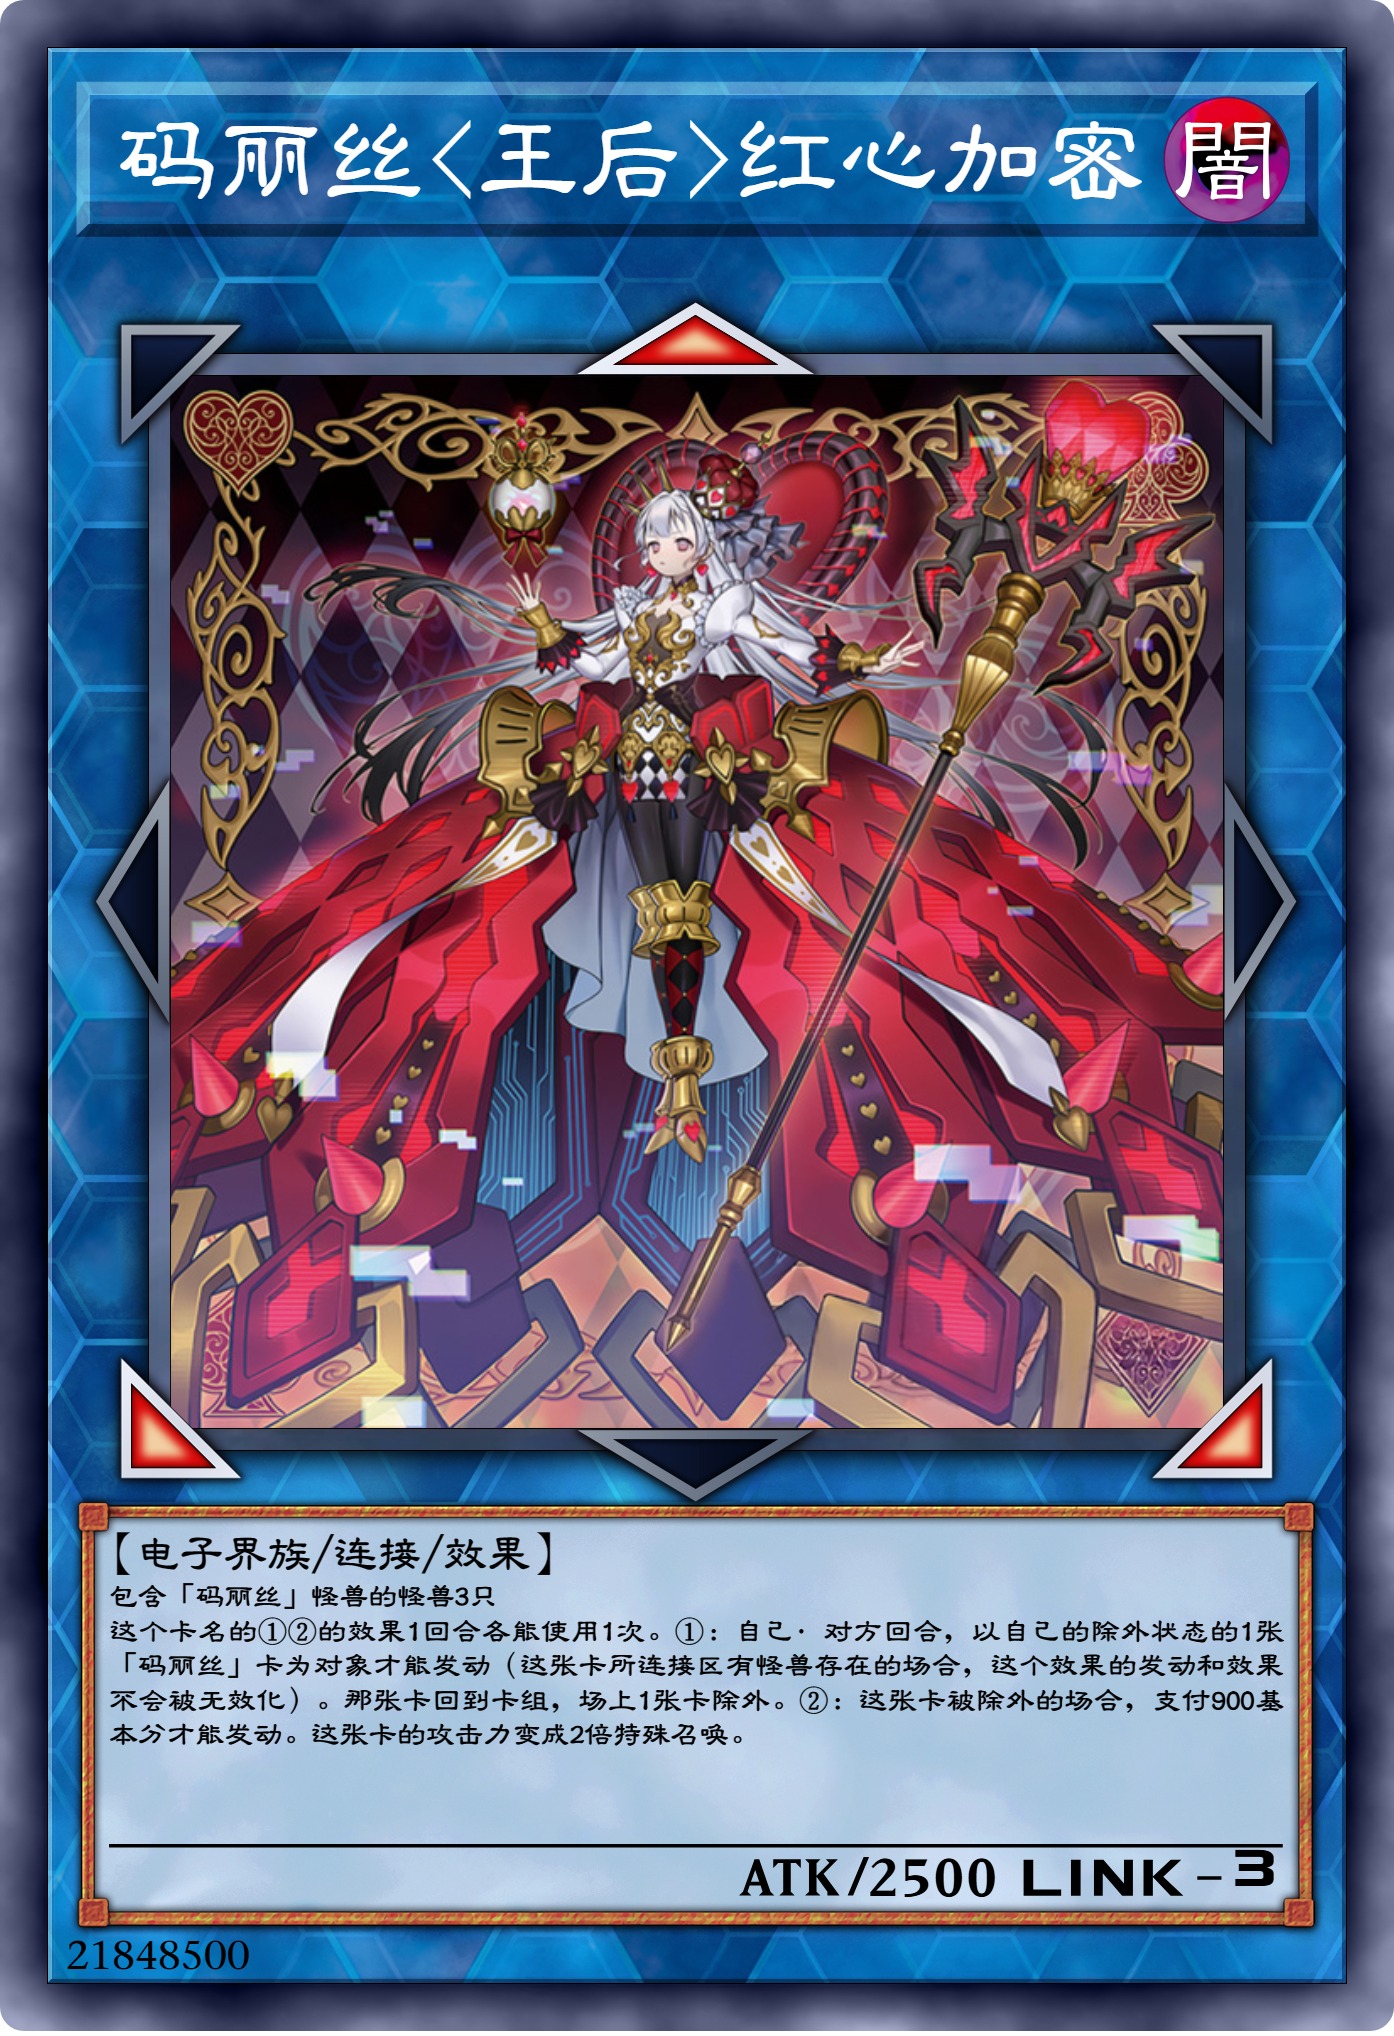 码丽丝<王后>红心加密 闇
【电子界族/连接/效果】
包含「码丽丝」怪兽的怪兽3只
这个卡名的①②的效果1回合各能使用1次。①：自己·对方回合，以自己的除外状态的1张
「码丽丝」卡为对象才能发动（这张卡所连接区有怪兽存在的场合，这个效果的发动和效果
不会被无效化）。那张卡回到卡组，场上1张卡除外。②：这张卡被除外的场合，支付900基
本分才能发动。这张卡的攻击力变成2倍特殊召唤。
ATK/2500 LINK-3
21848500